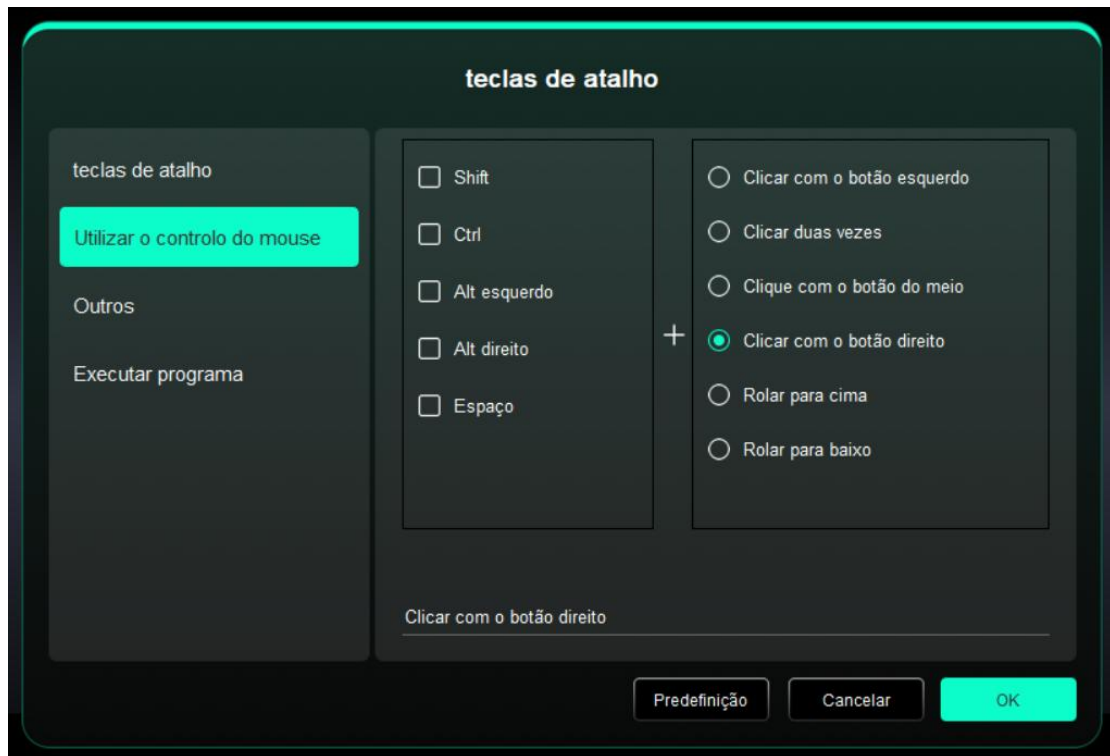 teclas de atalho
teclas de atalho
Utilizar o controlo do mouse
Outros
Executar programa
Shift
Ctrl
Alt esquerdo
Alt direito
Espaço
+
Clicar com o botão esquerdo
Clicar duas vezes
Clique com o botão do meio
Clicar com o botão direito
Rolar para cima
Rolar para baixo
Clicar com o botão direito
Predefinição
Cancelar
OK